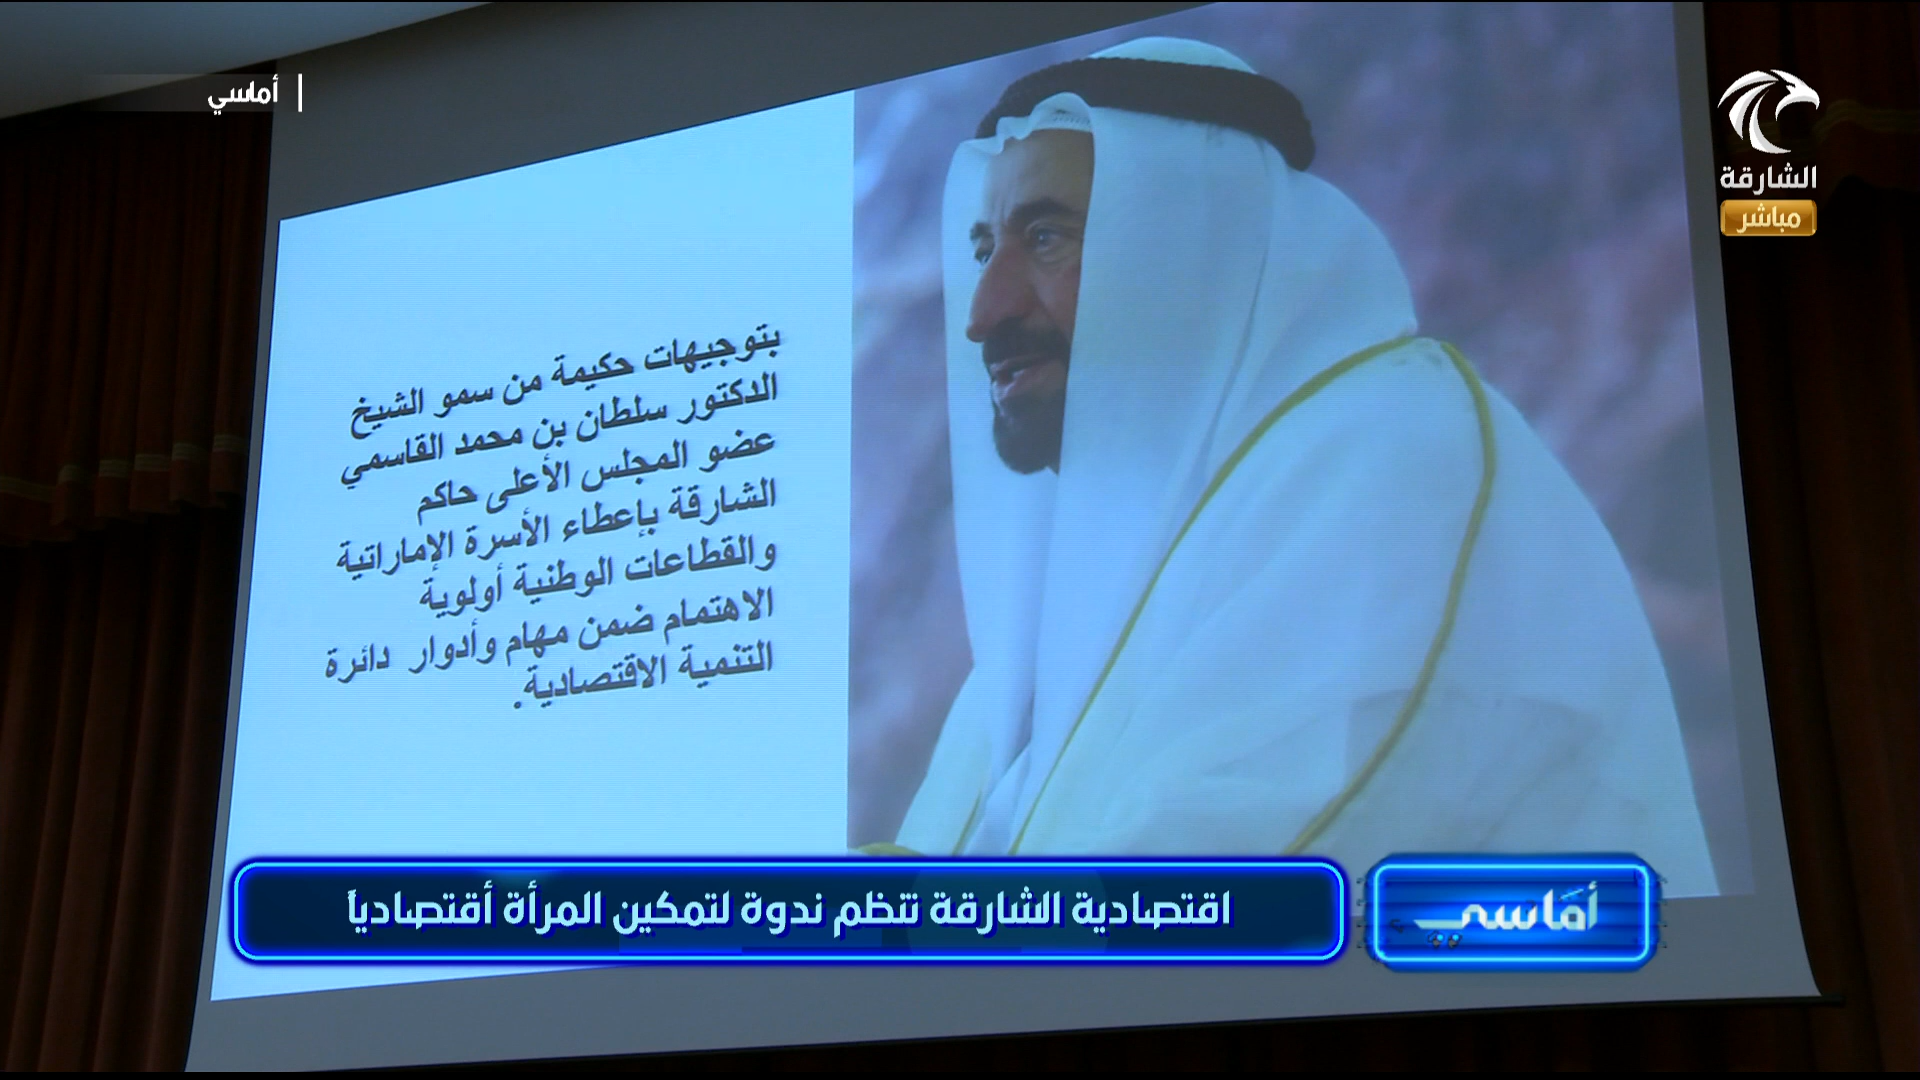 أماسي
الشارقة
مباشر
بتوجيهات حكيمة من سمو الشيخ
الدكتور سلطان بن محمد القاسمي
عضو المجلس الأعلى حاكم
الشارقة بإعطاء الأسرة الإماراتية
والقطاعات الوطنية أولوية
الاهتمام ضمن مهام وأدوار دائرة
التنمية الاقتصادية.
أماسي
اقتصادية الشارقة تنظم ندوة لتمكين المرأة أقتصادياً